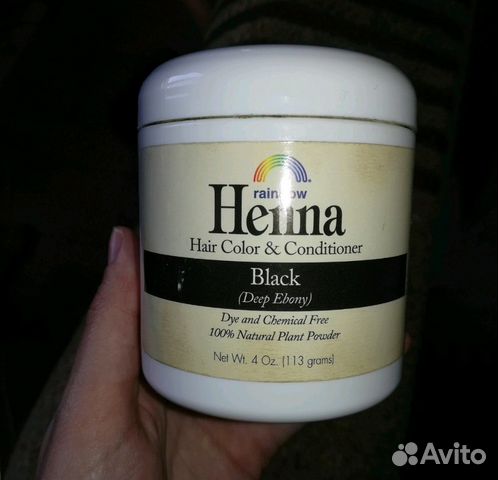 rainbow
Henna
Hair Color & Conditioner
Black
(Deep Ebony)
Dye and Chemical Free
100% Natural Plant Powder
Net Wt. 4 Oz. (113 grams)
Avito